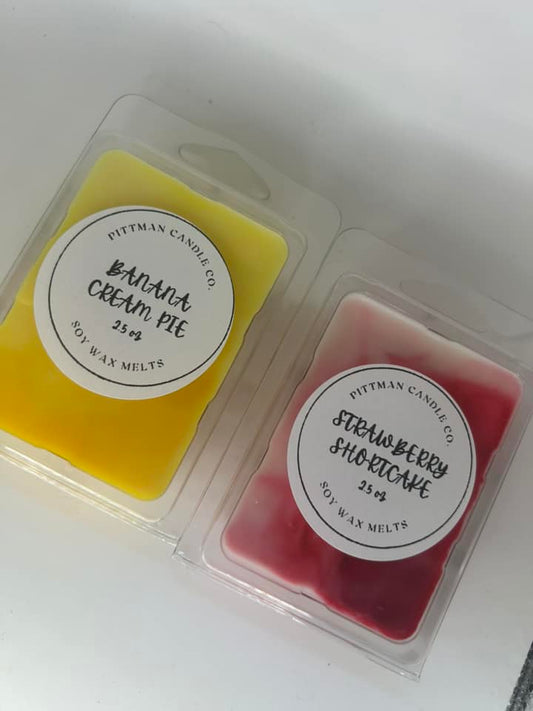 PITTMAN CANDLE CO.
BANANA
CREAM PIE
2.5 oz
SOY WAX MELTS
PITTMAN CANDLE CO.
STRAWBERRY
SHORTCAKE
2.5 oz
SOY WAX MELTS